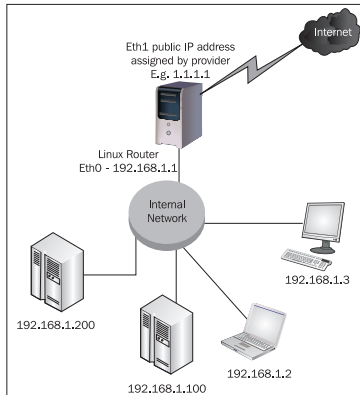 Eth1 public IP address
assigned by provider
E.g. 1.1.1.1
Internet
Linux Router
Eth0 - 192.168.1.1
Internal
Network
192.168.1.3
192.168.1.200
192.168.1.2
192.168.1.100